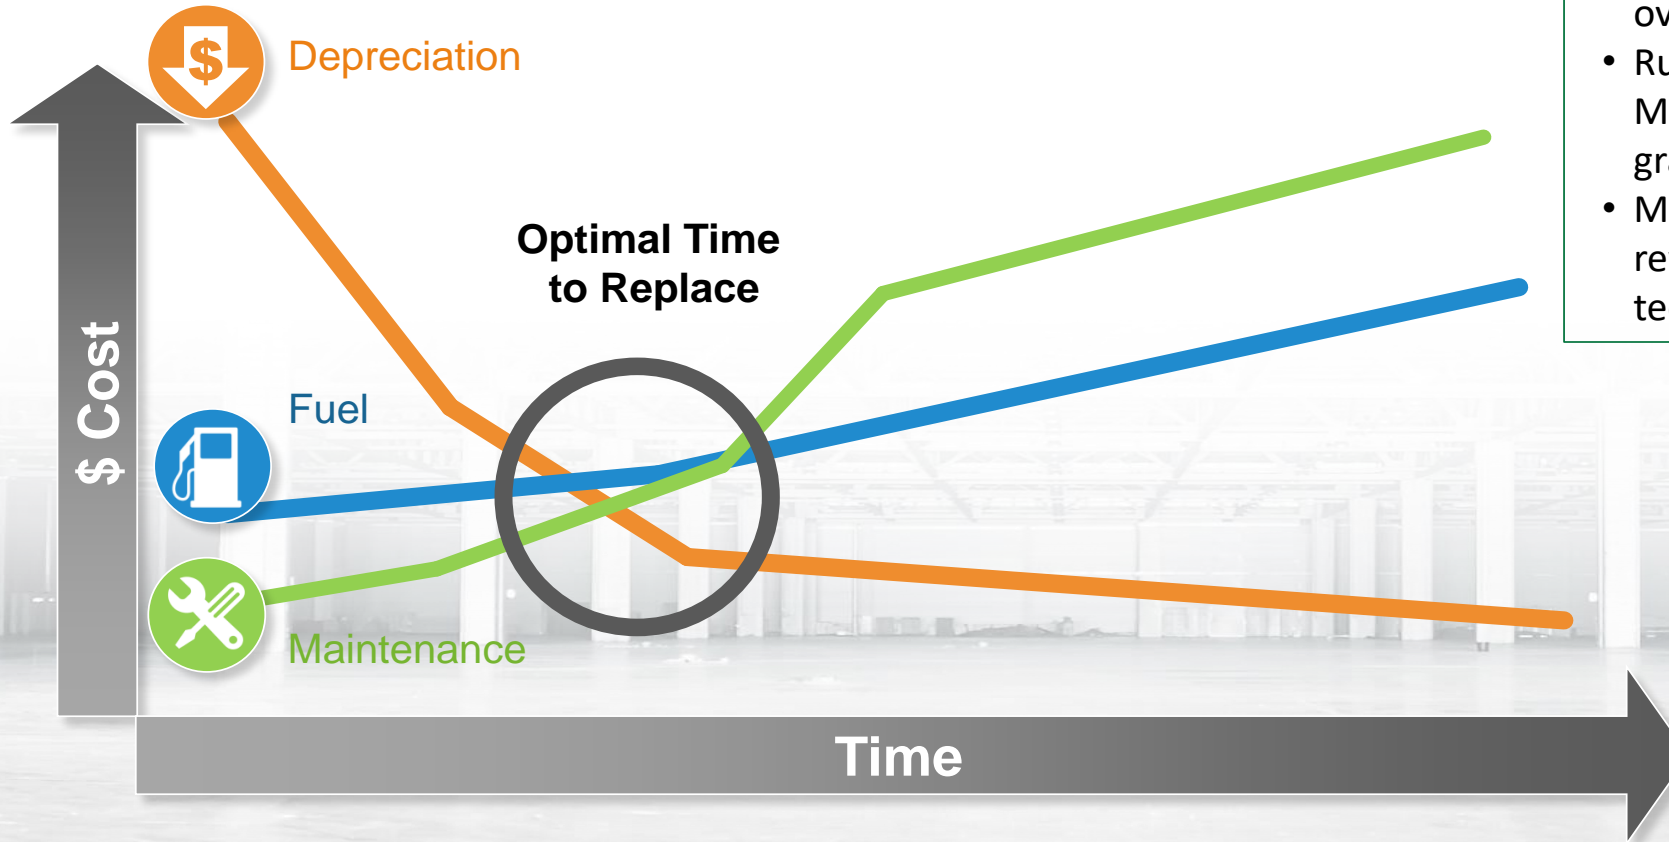 Depreciation
Optimal Time
to Replace
Fuel
Maintenance
$ Cost
Time
$